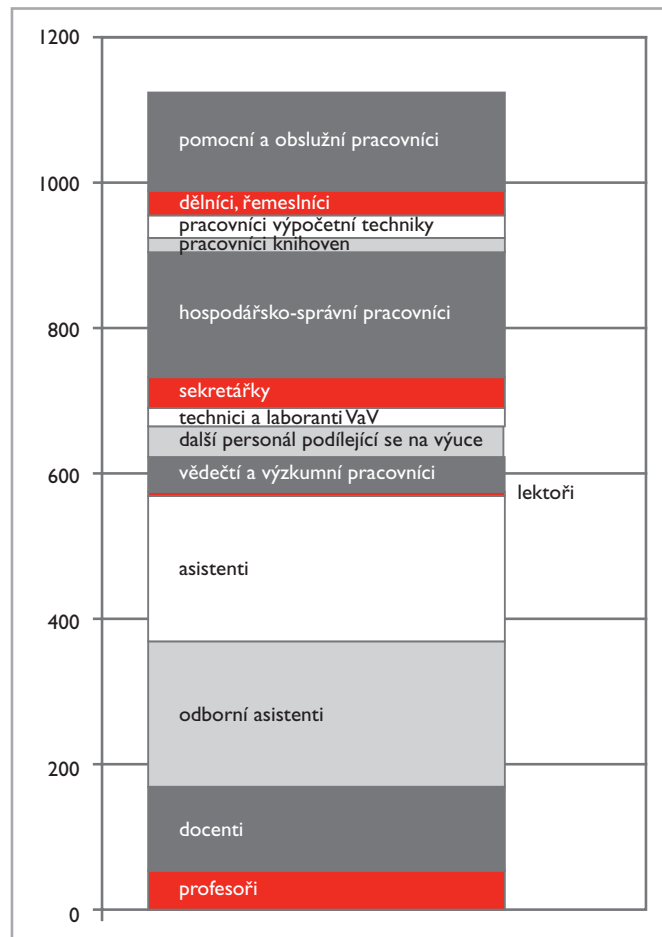 1200
pomocní a obslužní pracovníci
1000
dělníci, řemeslníci
pracovníci výpočetní techniky
pracovníci knihoven
800
hospodářsko-správní pracovníci
sekretářky
technici a laboranti VaV
další personál podílející se na výuce
600
vědečtí a výzkumní pracovníci
lektoři
asistenti
400
odborní asistenti
200
docenti
profesoři
0